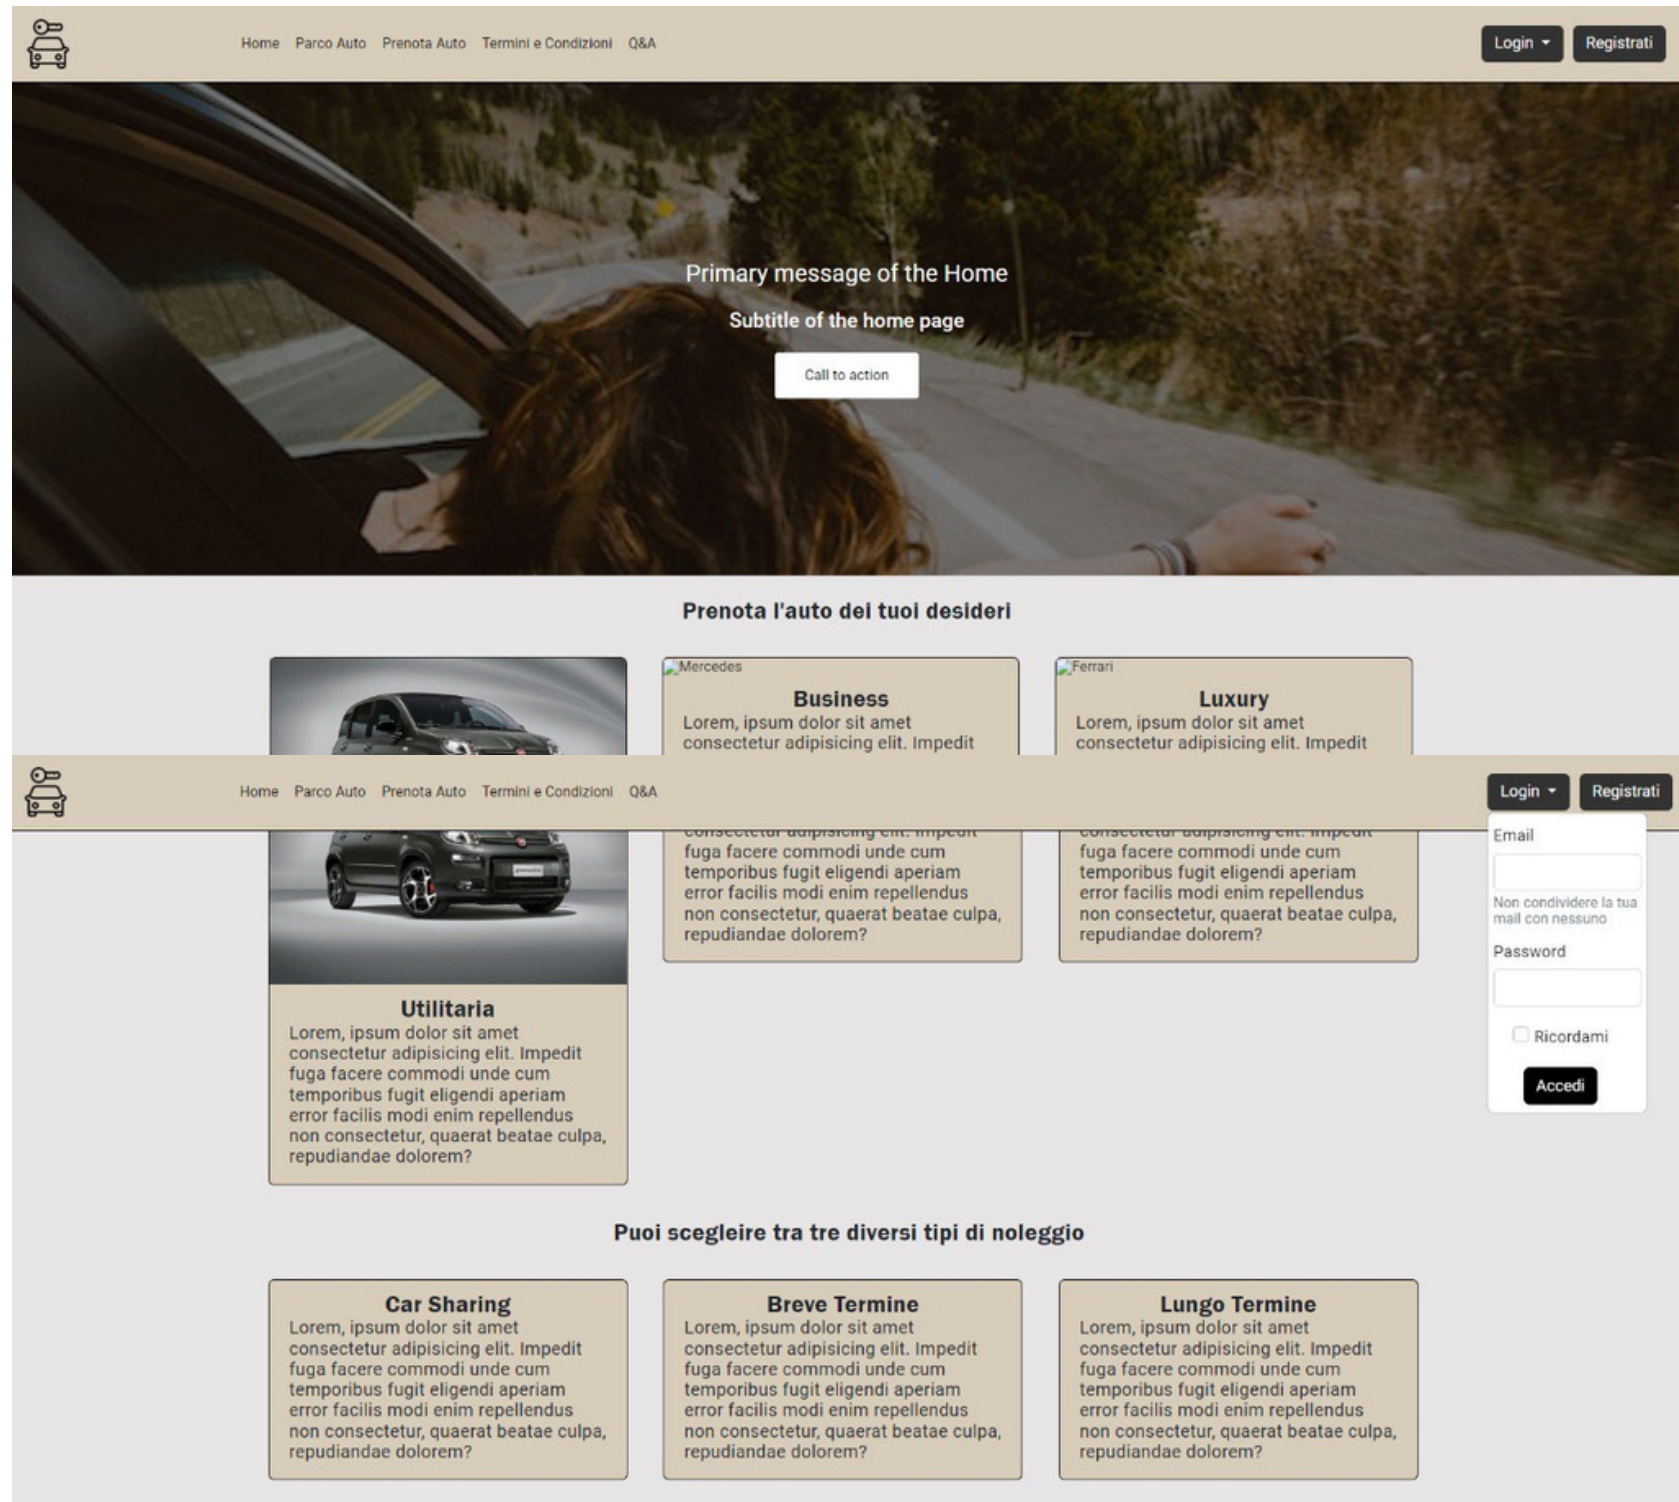 Home Parco Auto Prenota Auto Termini e Condizioni Q&A Login Registrati
Primary message of the Home
Subtitle of the home page
Call to action
Prenota l'auto dei tuoi desideri
Mercedes
Business
Lorem, ipsum dolor sit amet
consectetur adipisicing elit. Impedit
Ferrari
Luxury
Lorem, ipsum dolor sit amet
consectetur adipisicing elit. Impedit
Home Parco Auto Prenota Auto Termini e Condizioni Q&A Login Registrati
Email
Non condividere la tua
mail con nessuno
Password
Ricordami
Accedi
consectetur adipisicing elit. Impedit
fuga facere commodi unde cum
temporibus fugit eligendi aperiam
error facilis modi enim repellendus
non consectetur, quaerat beatae culpa,
repudiandae dolorem?
consectetur adipisicing elit. Impedit
fuga facere commodi unde cum
temporibus fugit eligendi aperiam
error facilis modi enim repellendus
non consectetur, quaerat beatae culpa,
repudiandae dolorem?
Utilitaria
Lorem, ipsum dolor sit amet
consectetur adipisicing elit. Impedit
fuga facere commodi unde cum
temporibus fugit eligendi aperiam
error facilis modi enim repellendus
non consectetur, quaerat beatae culpa,
repudiandae dolorem?
Puoi scegleire tra tre diversi tipi di noleggio
Car Sharing
Lorem, ipsum dolor sit amet
consectetur adipisicing elit. Impedit
fuga facere commodi unde cum
temporibus fugit eligendi aperiam
error facilis modi enim repellendus
non consectetur, quaerat beatae culpa,
repudiandae dolorem?
Breve Termine
Lorem, ipsum dolor sit amet
consectetur adipisicing elit. Impedit
fuga facere commodi unde cum
temporibus fugit eligendi aperiam
error facilis modi enim repellendus
non consectetur, quaerat beatae culpa,
repudiandae dolorem?
Lungo Termine
Lorem, ipsum dolor sit amet
consectetur adipisicing elit. Impedit
fuga facere commodi unde cum
temporibus fugit eligendi aperiam
error facilis modi enim repellendus
non consectetur, quaerat beatae culpa,
repudiandae dolorem?